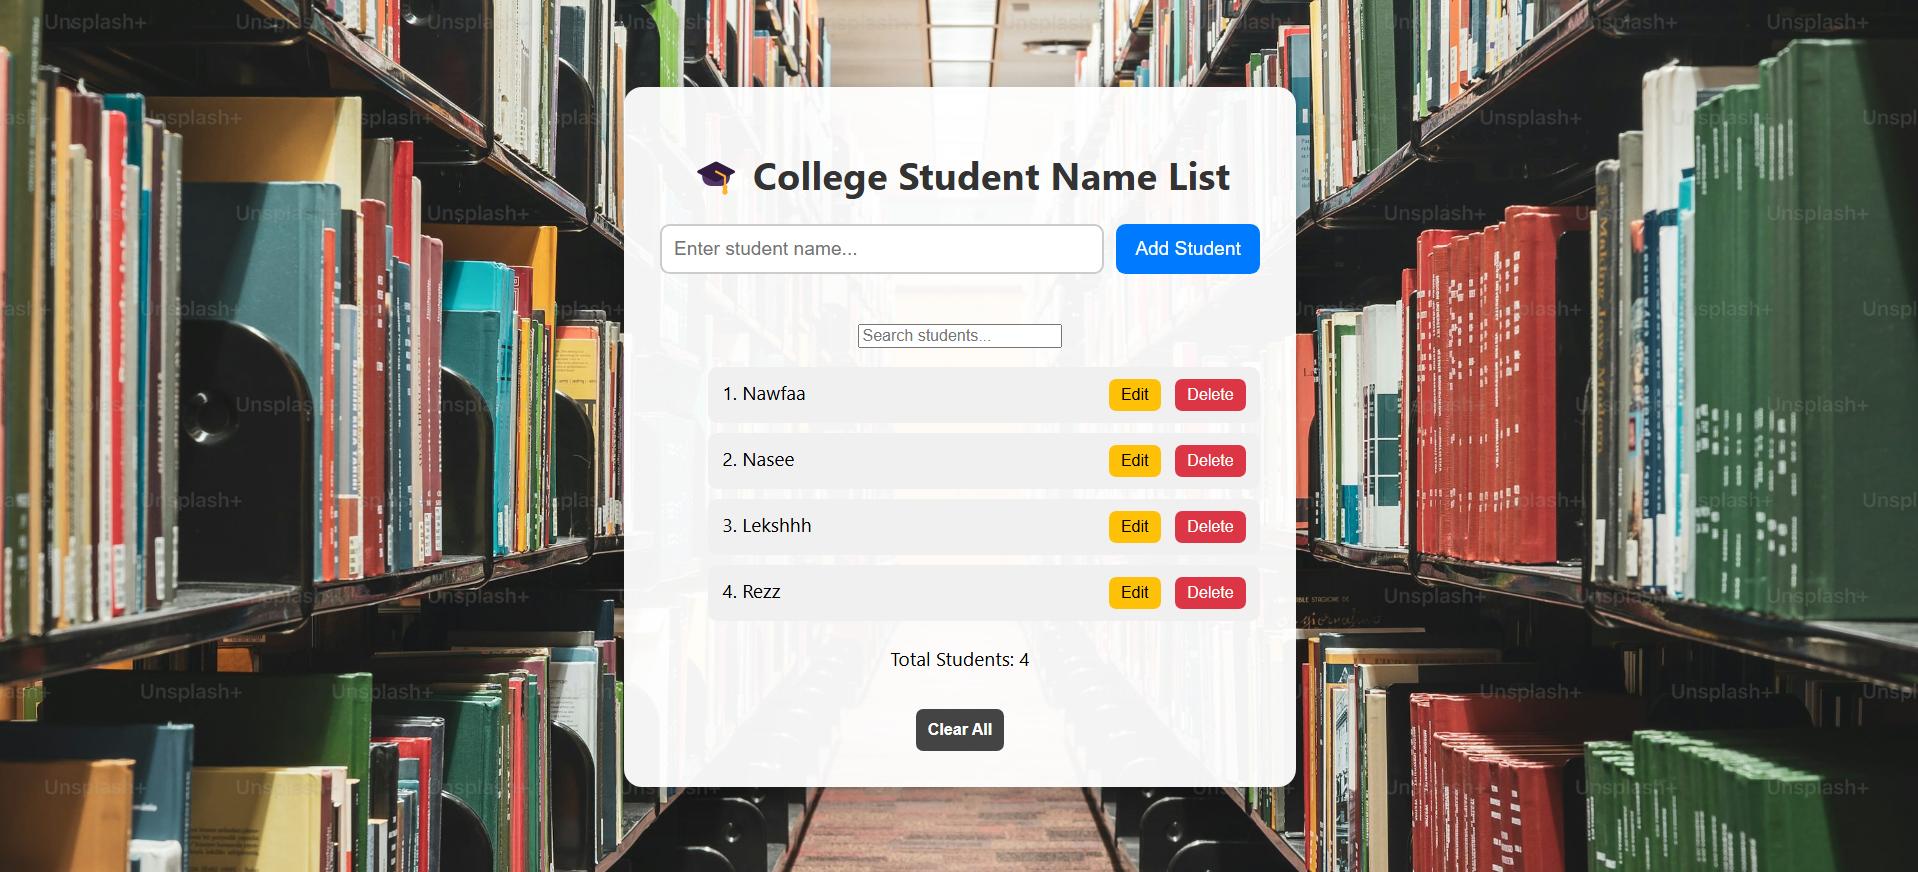 Unsplash+
College Student Name List
Enter student name...
Add Student
Search students...
1. Nawfaa
Edit
Delete
2. Nasee
Edit
Delete
3. Lekshhh
Edit
Delete
4. Rezz
Edit
Delete
Total Students: 4
Clear All